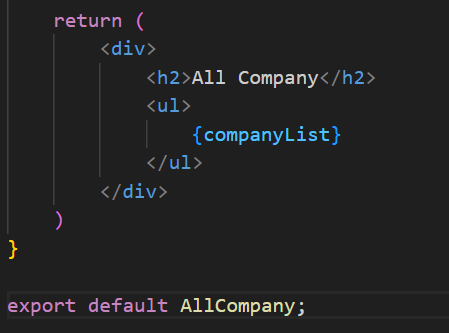 return (
<div>
<h2>All Company</h2>
<ul>
{companyList}
</ul>
</div>
)
}
export default AllCompany;